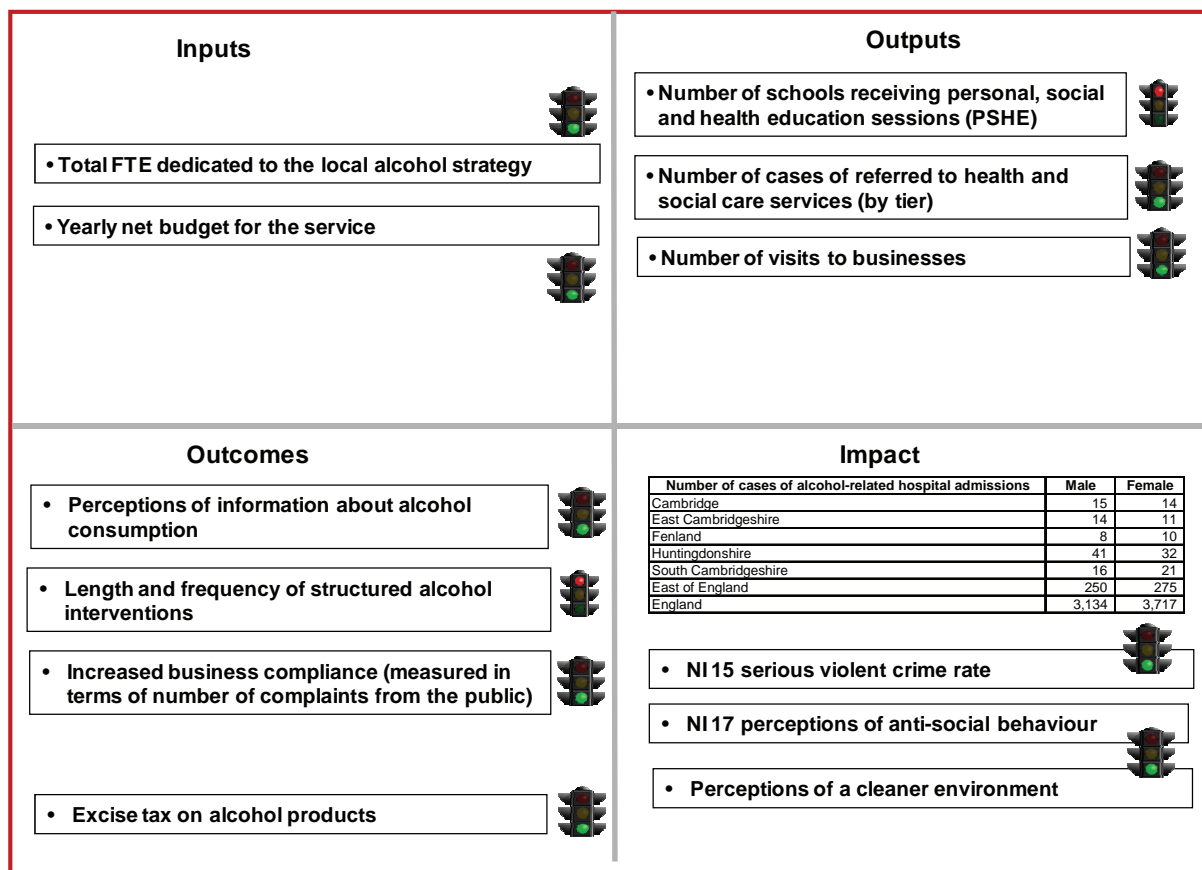 Inputs
• Total FTE dedicated to the local alcohol strategy
• Yearly net budget for the service
Outputs
• Number of schools receiving personal, social
and health education sessions (PSHE)
• Number of cases of referred to health and
social care services (by tier)
• Number of visits to businesses
Outcomes
• Perceptions of information about alcohol
consumption
• Length and frequency of structured alcohol
interventions
• Increased business compliance (measured in
terms of number of complaints from the public)
• Excise tax on alcohol products
Impact
Number of cases of alcohol-related hospital admissions Male Female
Cambridge 15 14
East Cambridgeshire 14 11
Fenland 8 10
Huntingdonshire 41 32
South Cambridgeshire 16 21
East of England 250 275
England 3,134 3,717
• NI 15 serious violent crime rate
• NI 17 perceptions of anti-social behaviour
• Perceptions of a cleaner environment